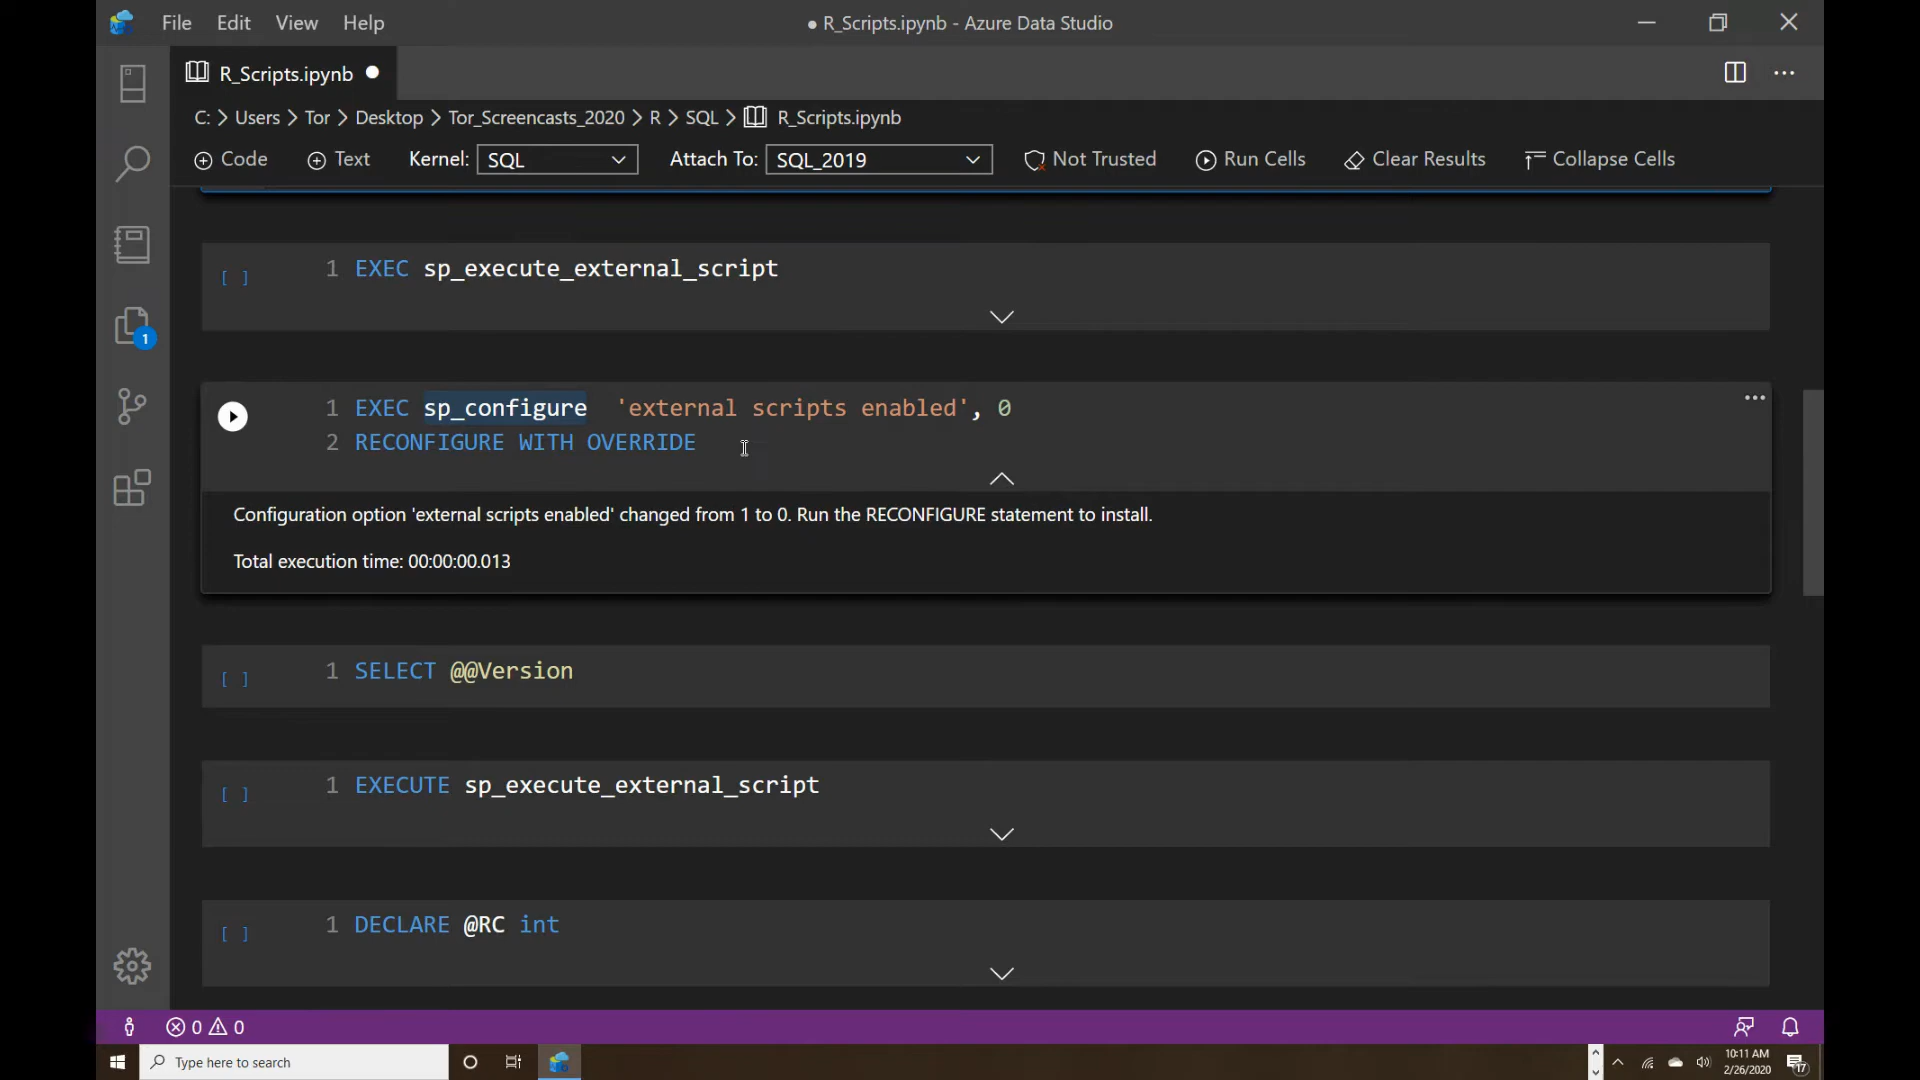 File Edit View Help
● R_Scripts.ipynb - Azure Data Studio
R_Scripts.ipynb ●
C: > Users > Tor > Desktop > Tor_Screencasts_2020 > R > SQL > R_Scripts.ipynb
Code Text Kernel: SQL Attach To: SQL_2019 Not Trusted Run Cells Clear Results Collapse Cells
[ ] 1 EXEC sp_execute_external_script
1 EXEC sp_configure 'external scripts enabled', 0
1
2 RECONFIGURE WITH OVERRIDE
Configuration option 'external scripts enabled' changed from 1 to 0. Run the RECONFIGURE statement to install.
Total execution time: 00:00:00.013
[ ] 1 SELECT @@Version
[ ] 1 EXECUTE sp_execute_external_script
[ ] 1 DECLARE @RC int
0 0
Type here to search
10:11 AM
2/26/2020
17